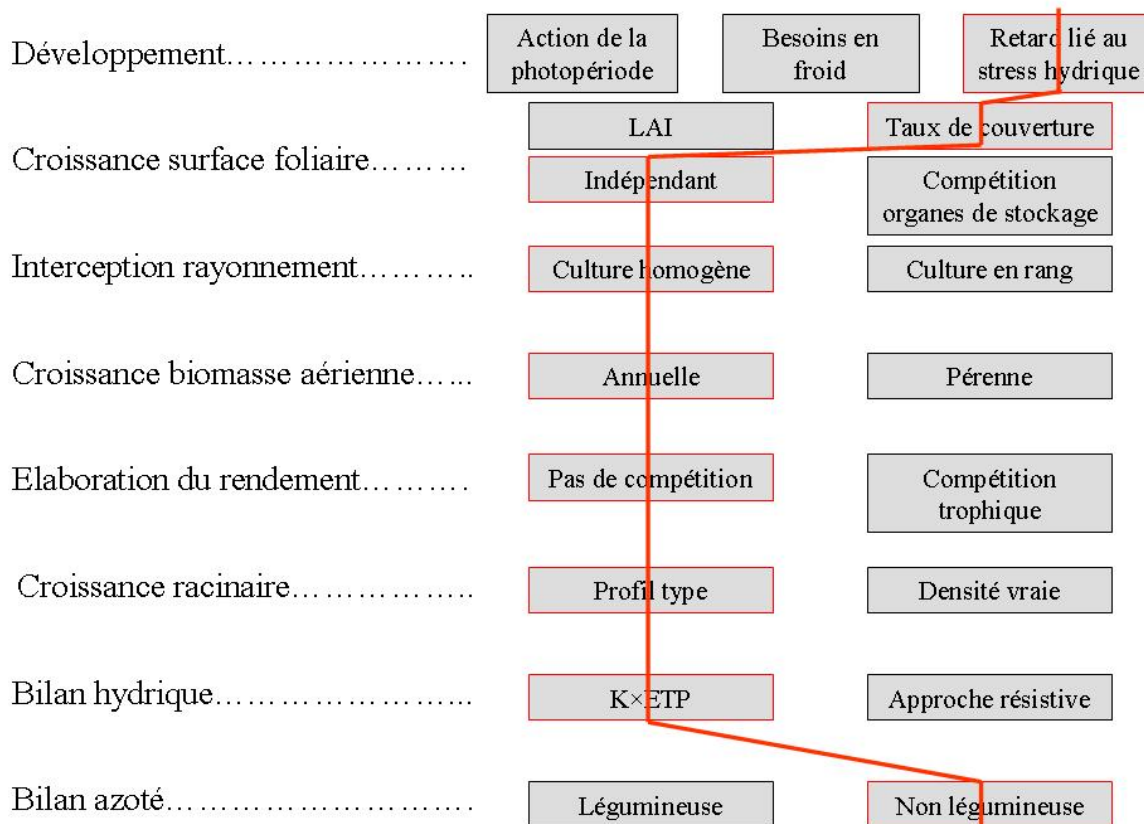 Développement………………….
Action de la
photopériode
Besoins en
froid
Retard lié au
stress hydrique
Croissance surface foliaire………
LAI
Taux de couverture
Indépendant
Compétition
organes de stockage
Interception rayonnement………..
Culture homogène
Culture en rang
Croissance biomasse aérienne…...
Annuelle
Pérenne
Elaboration du rendement……….
Pas de compétition
Compétition
trophique
Croissance racinaire……………..
Profil type
Densité vraie
Bilan hydrique…………………...
K×ETP
Approche résistive
Bilan azoté……………………….
Légumineuse
Non légumineuse